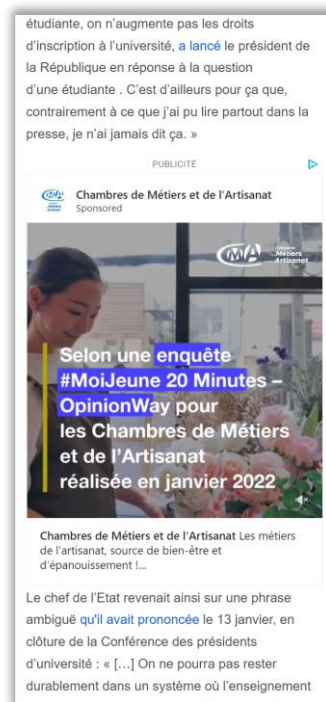 étudiante, on n'augmente pas les droits
d'inscription à l'université, a lancé le président de
la République en réponse à la question
d'une étudiante . C'est d'ailleurs pour ça que,
contrairement à ce que j'ai pu lire partout dans la
presse, je n'ai jamais dit ça. »
PUBLICITÉ
Chambres de Métiers et de l'Artisanat
Sponsored
CMA
Métiers
Artisanat
Selon une enquête
#MoiJeune 20 Minutes –
OpinionWay pour
les Chambres de Métiers
et de l'Artisanat
réalisée en janvier 2022
Chambres de Métiers et de l'Artisanat Les métiers
de l'artisanat, source de bien-être et
d'épanouissement !...
Le chef de l'Etat revenait ainsi sur une phrase
ambiguë qu'il avait prononcée le 13 janvier, en
clôture de la Conférence des présidents
d'université : « [...] On ne pourra pas rester
durablement dans un système où l'enseignement